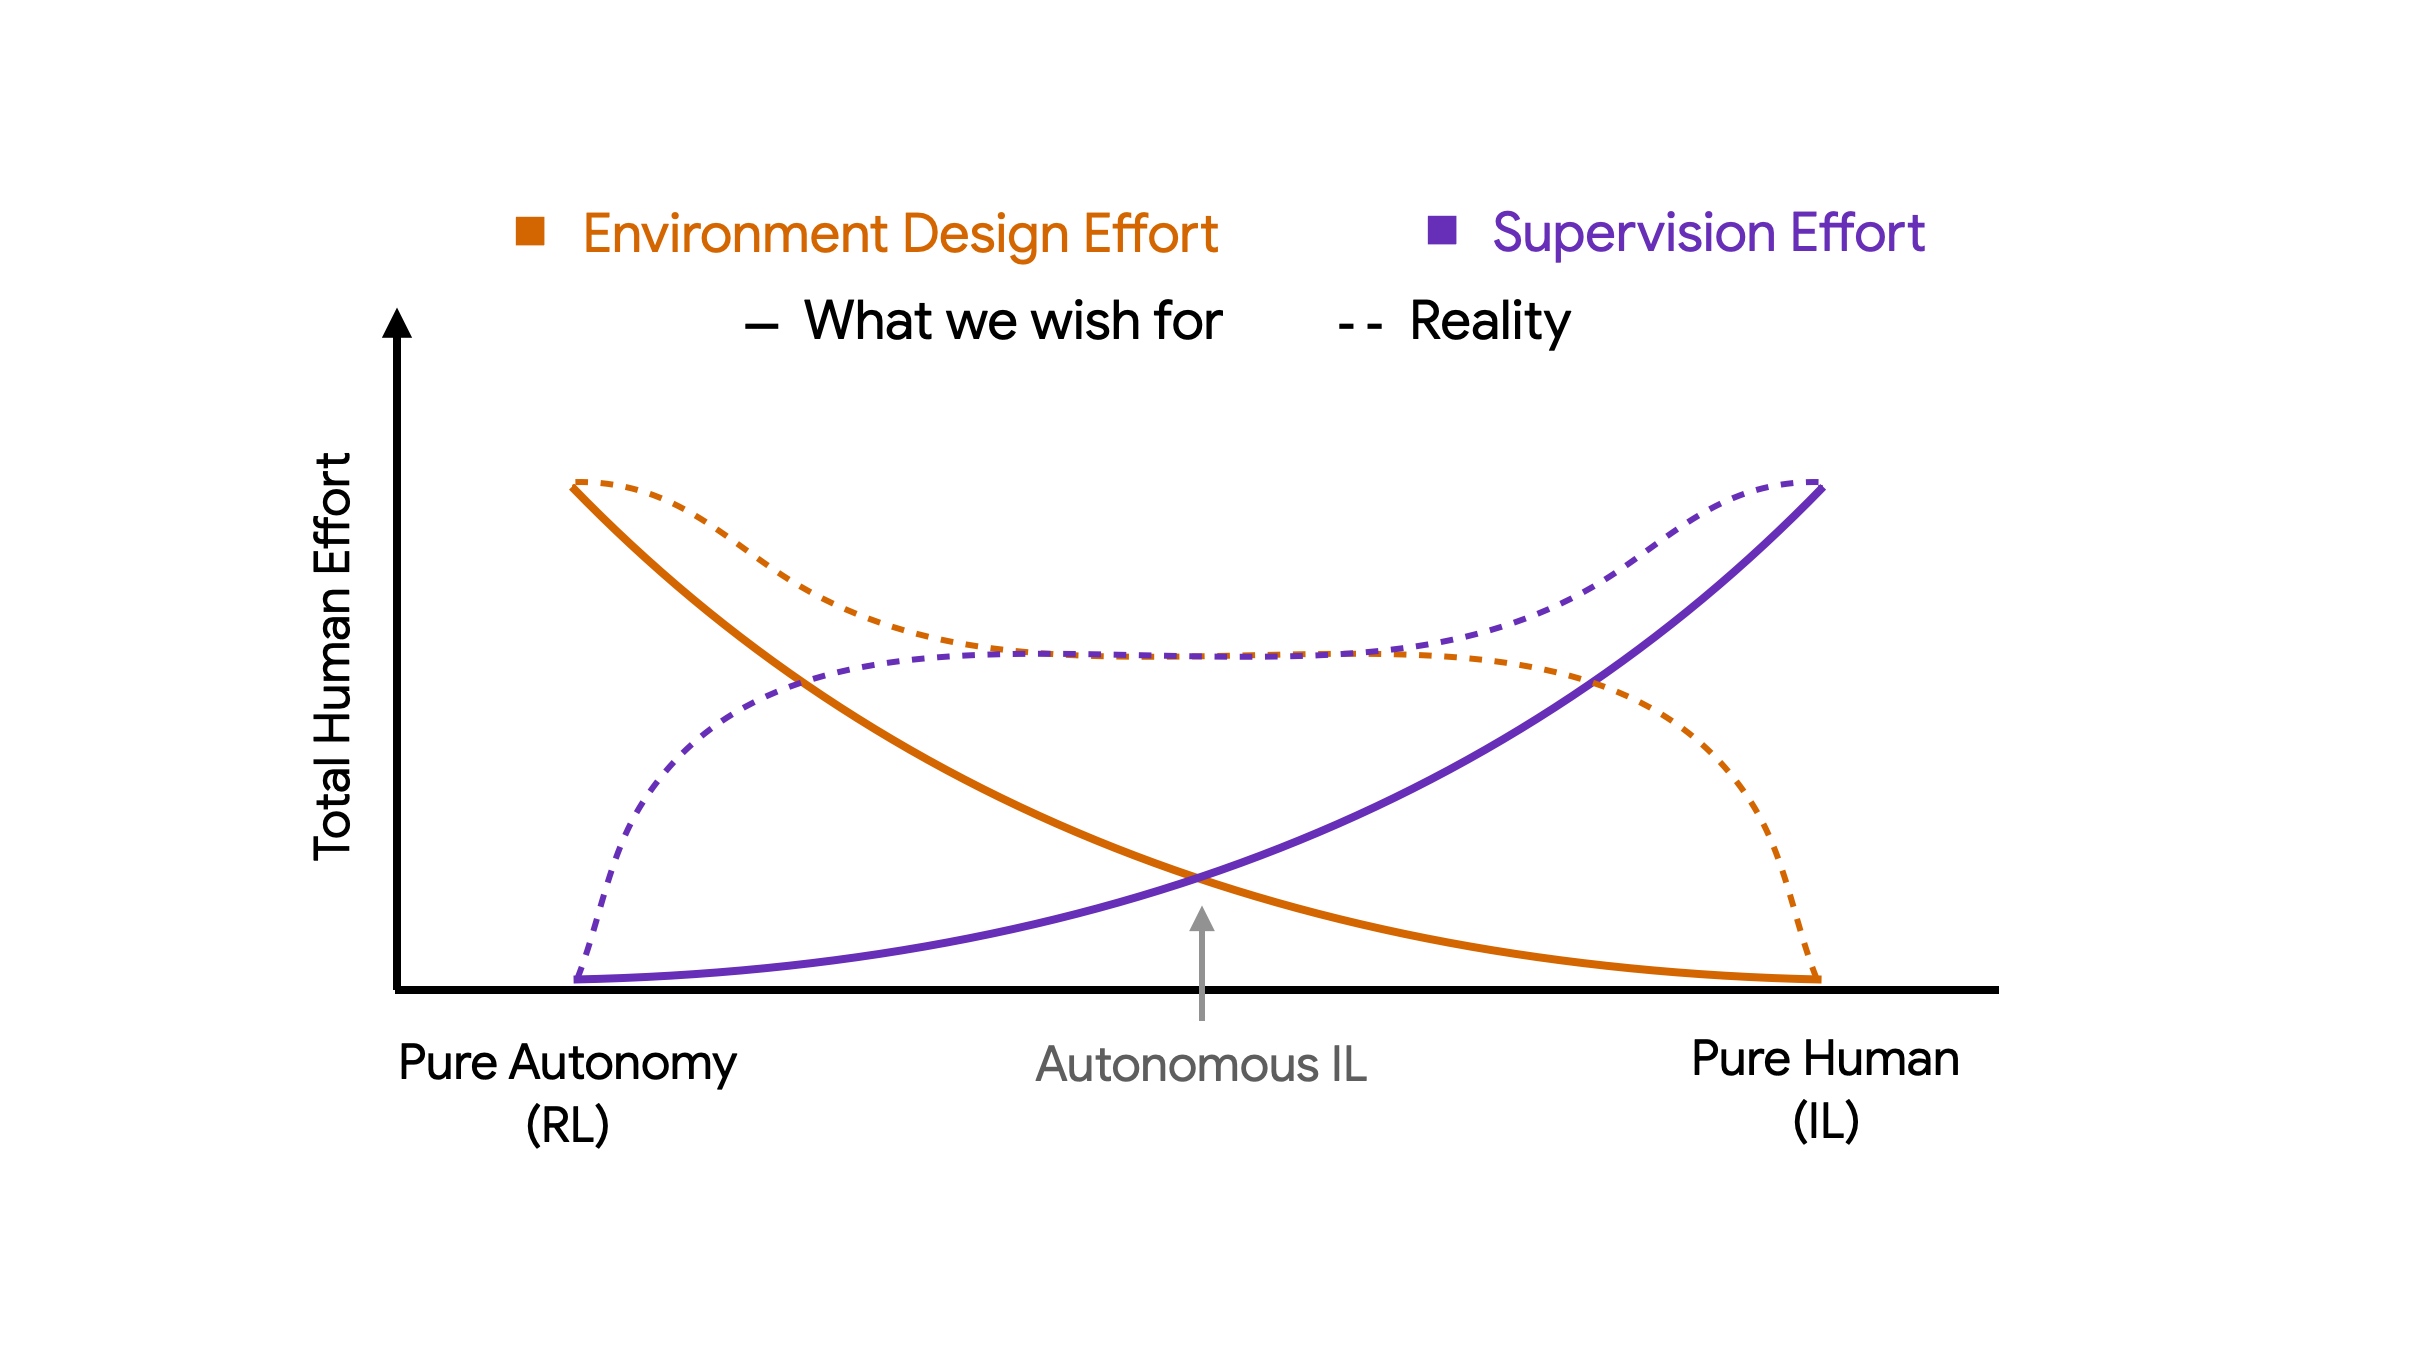 Environment Design Effort
Supervision Effort
– What we wish for
-- Reality
Total Human Effort
Pure Autonomy
(RL)
Autonomous IL
Pure Human
(IL)